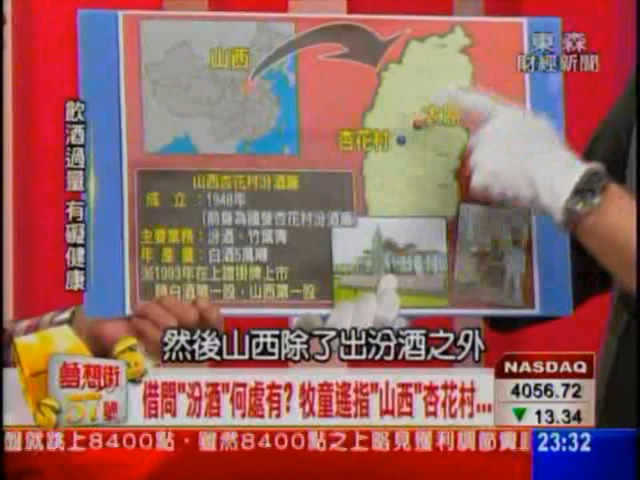 東森
財經新聞
山西
太原
杏花村
飲酒過量 有礙健康
山西杏花村汾酒廠
成立:1948年
(前身為國營杏花村汾酒廠
主要業務:汾酒、竹葉青
年產量:白酒5萬噸
※1993年在上證掛牌上市
白酒第一股,山西第一股
然後山西除了出汾酒之外
夢想街
57號
借問"汾酒"何處有?牧童遙指"山西"杏花村...
NASDAQ
4056.72
▼ 13.34
就跳上8400點.雖然8400點之上略見獲利調節賣
23:32